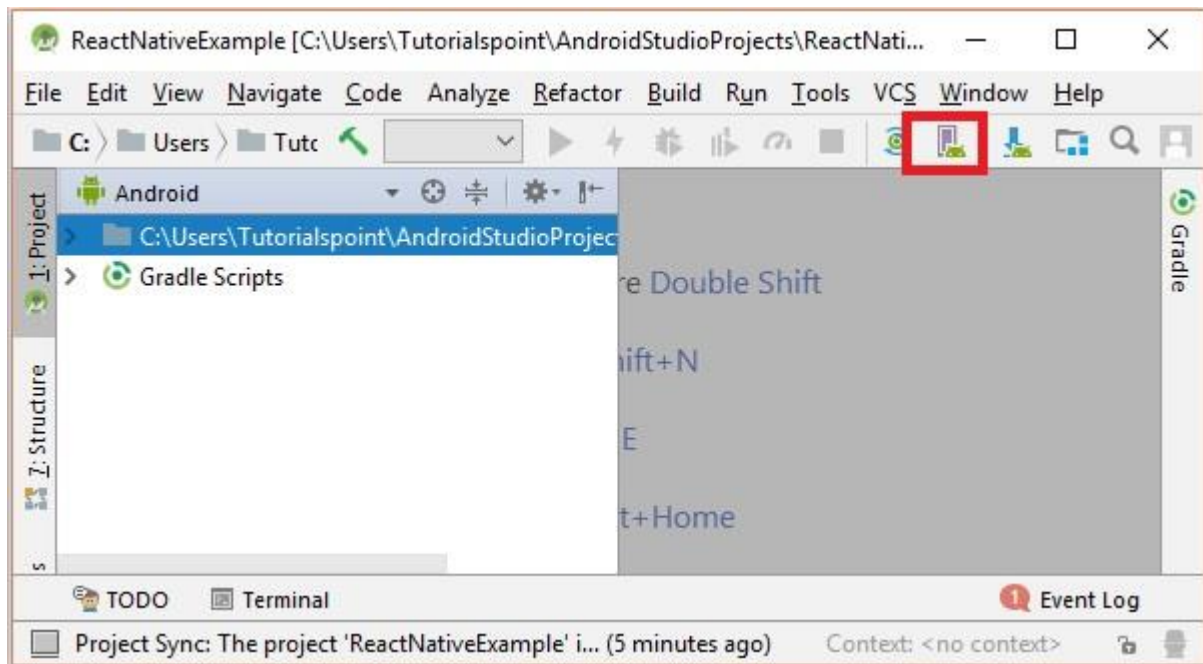 ReactNativeExample [C:\Users\Tutorialspoint\AndroidStudioProjects\ReactNati...
File Edit View Navigate Code Analyze Refactor Build Run Tools VCS Window Help
C: Users Tutc
Android
1: Project
C:\Users\Tutorialspoint\AndroidStudioProjec
Gradle Scripts
Gradle
re Double Shift
hift+N
E
t+Home
7: Structure
s
TODO Terminal 1 Event Log
Project Sync: The project 'ReactNativeExample' i... (5 minutes ago) Context: <no context>